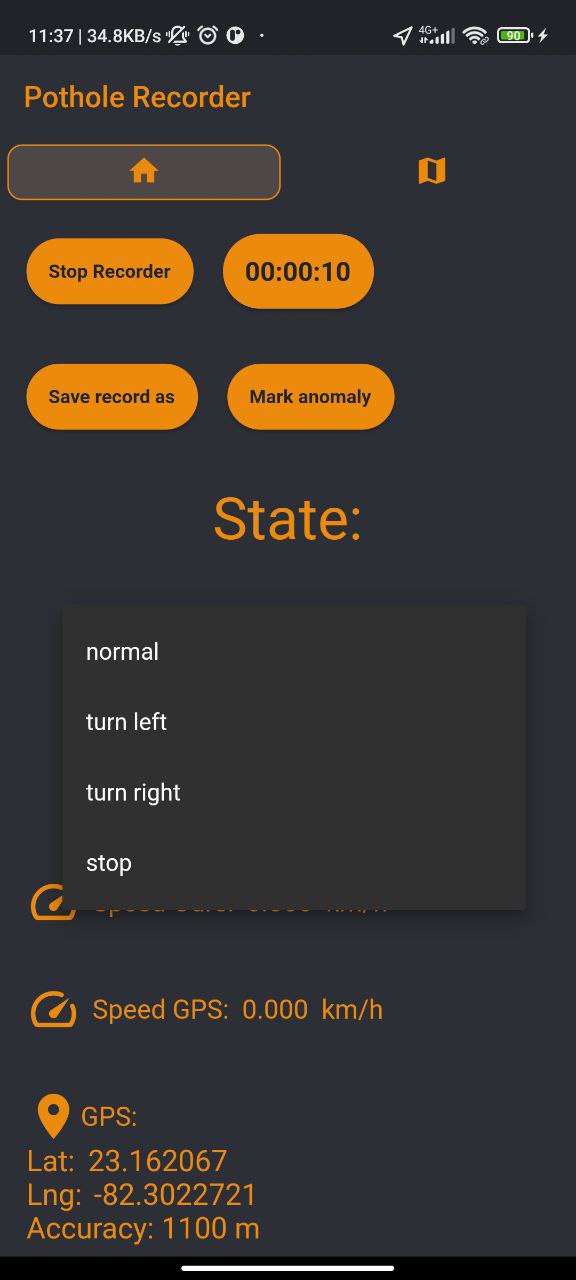 11:37 | 34.8KB/s 4G+ 90
Pothole Recorder
Stop Recorder 00:00:10
Save record as Mark anomaly
State:
normal
turn left
turn right
stop
Speed GPS: 0.000 km/h
GPS:
Lat: 23.162067
Lng: -82.3022721
Accuracy: 1100 m